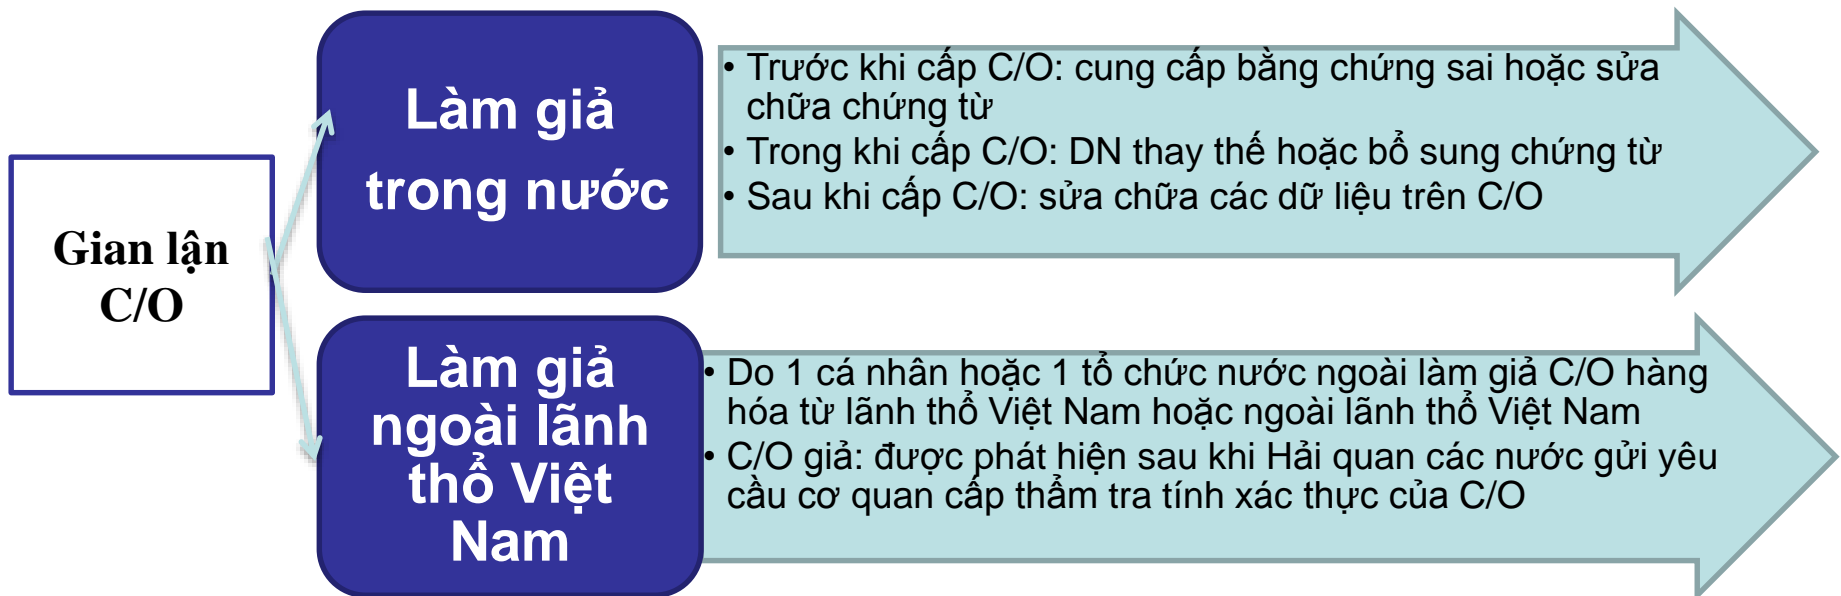 Gian lận
C/O
Làm giả
trong nước
• Trước khi cấp C/O: cung cấp bằng chứng sai hoặc sửa
chữa chứng từ
• Trong khi cấp C/O: DN thay thế hoặc bổ sung chứng từ
• Sau khi cấp C/O: sửa chữa các dữ liệu trên C/O
Làm giả
ngoài lãnh
thổ Việt
Nam
• Do 1 cá nhân hoặc 1 tổ chức nước ngoài làm giả C/O hàng
hóa từ lãnh thổ Việt Nam hoặc ngoài lãnh thổ Việt Nam
• C/O giả: được phát hiện sau khi Hải quan các nước gửi yêu
cầu cơ quan cấp thẩm tra tính xác thực của C/O